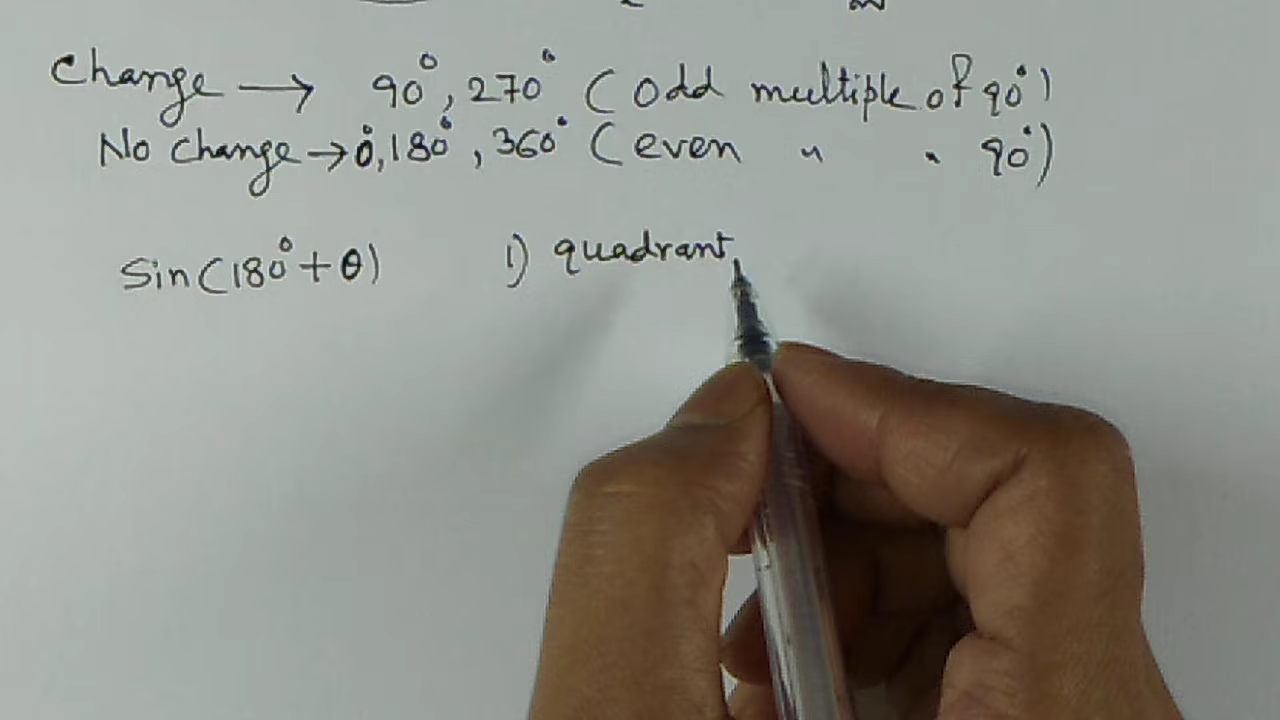 Change → 90°, 270° (Odd multiple of 90°)
No change → 0°, 180°, 360° (even " " 90°)
Sin(180° + θ) 1) quadrant